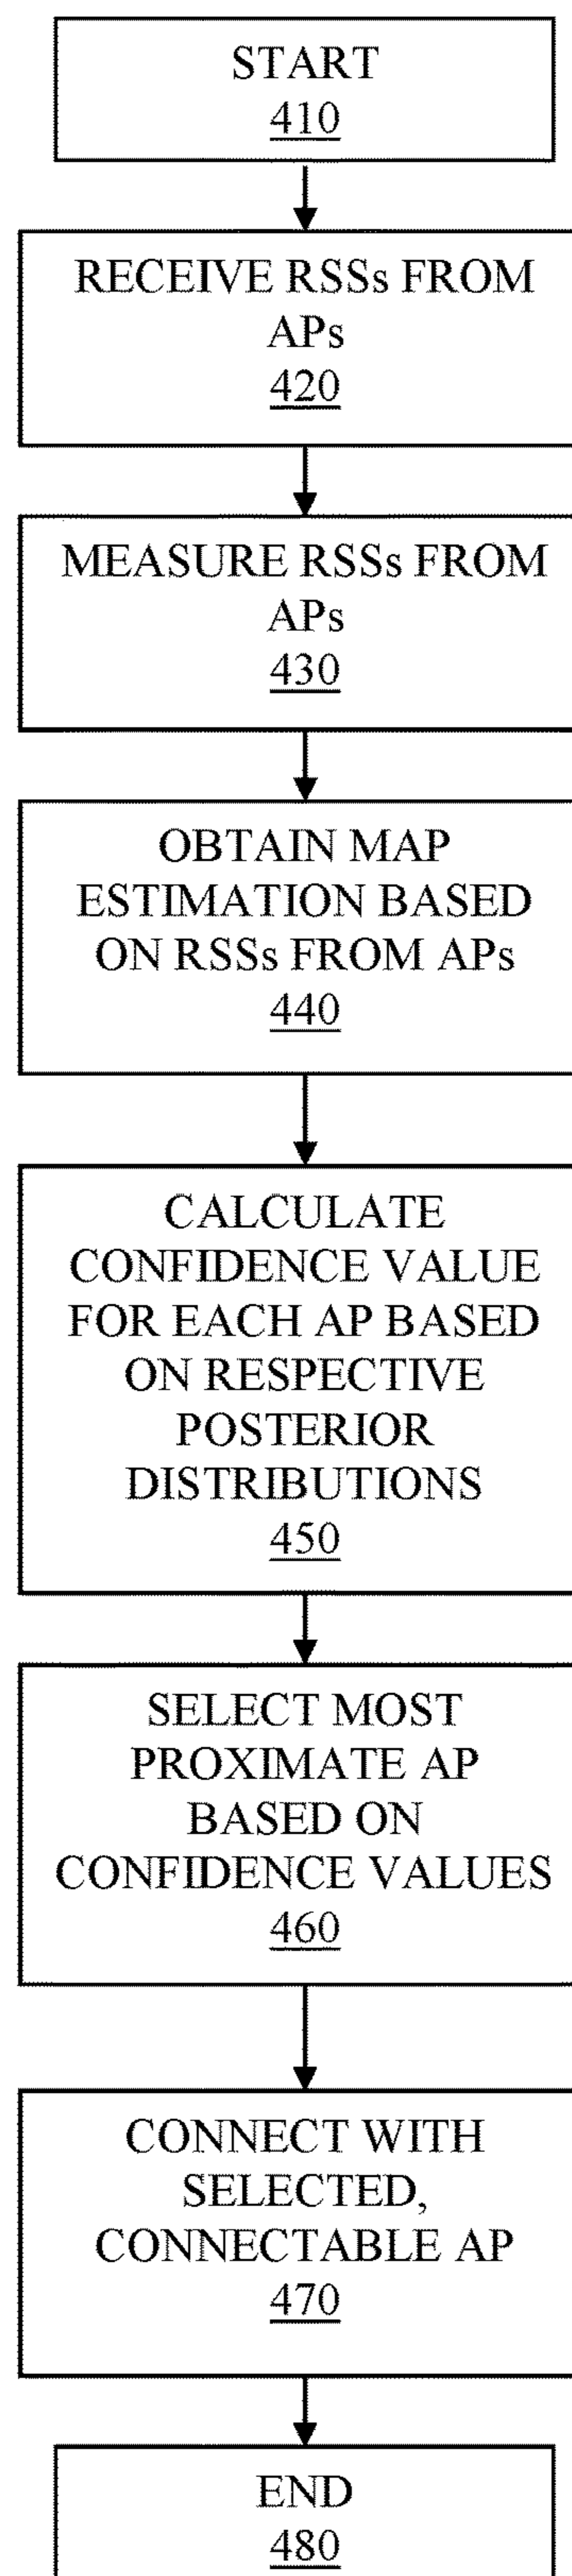 START
410
RECEIVE RSSs FROM
APs
420
MEASURE RSSs FROM
APs
430
OBTAIN MAP
ESTIMATION BASED
ON RSSs FROM APs
440
CALCULATE
CONFIDENCE VALUE
FOR EACH AP BASED
ON RESPECTIVE
POSTERIOR
DISTRIBUTIONS
450
SELECT MOST
PROXIMATE AP
BASED ON
CONFIDENCE VALUES
460
CONNECT WITH
SELECTED,
CONNECTABLE AP
470
END
480